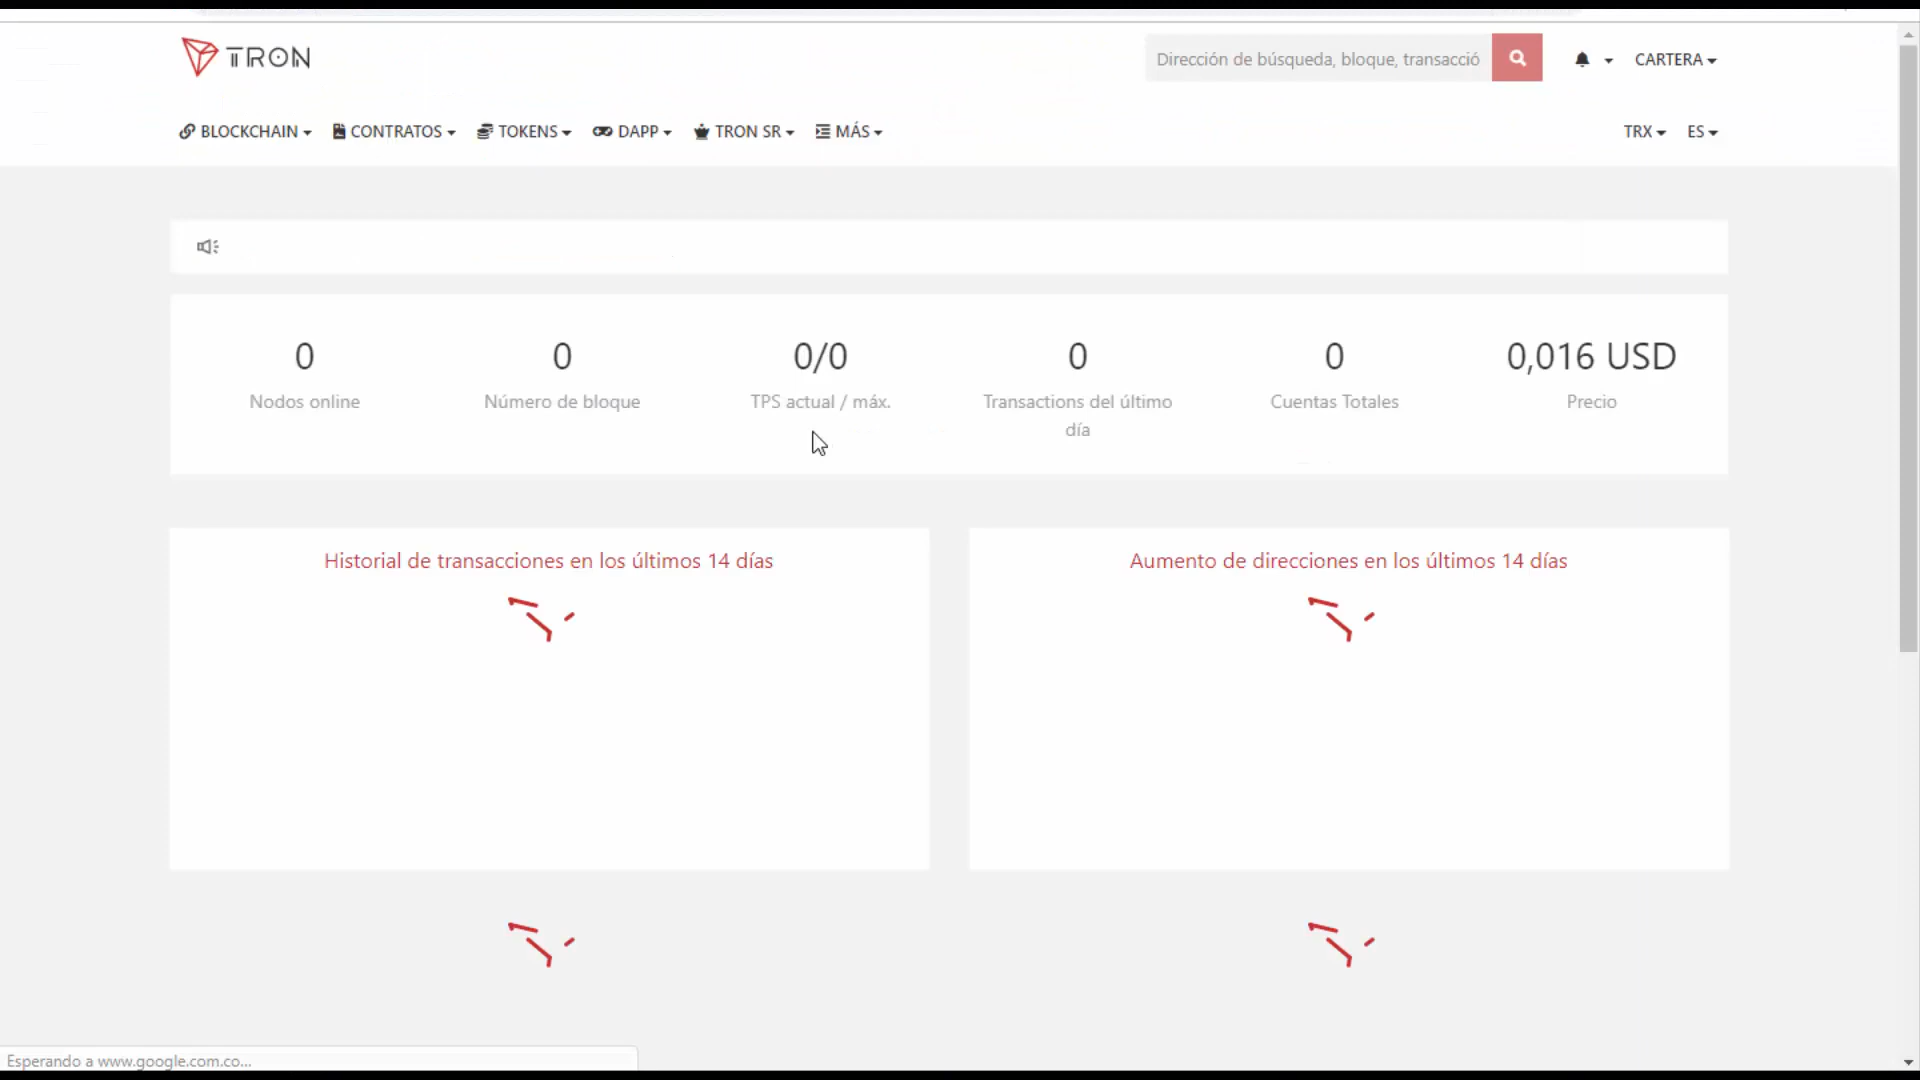 TRON
Dirección de búsqueda, bloque, transacció
CARTERA
BLOCKCHAIN CONTRATOS TOKENS DAPP TRON SR MÁS TRX ES
0 0 0/0 0 0 0,016 USD
Nodos online Número de bloque TPS actual / máx. Transactions del último Cuentas Totales Precio
día
Historial de transacciones en los últimos 14 días
Aumento de direcciones en los últimos 14 días
Esperando a www.google.com.co...